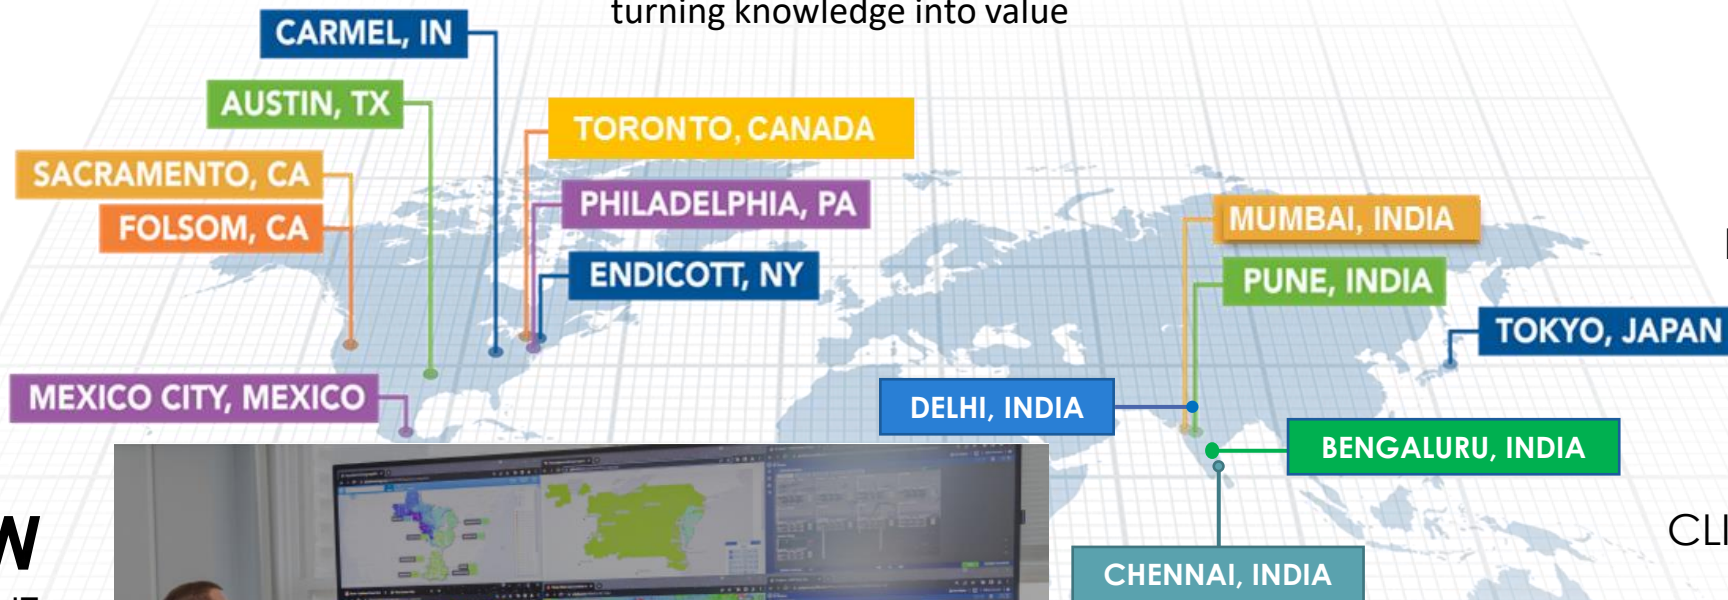 turning knowledge into value
CARMEL, IN
AUSTIN, TX
TORONTO, CANADA
SACRAMENTO, CA
PHILADELPHIA, PA
MUMBAI, INDIA
FOLSOM, CA
ENDICOTT, NY
PUNE, INDIA
TOKYO, JAPAN
MEXICO CITY, MEXICO
DELHI, INDIA
BENGALURU, INDIA
W
CLI
CHENNAI, INDIA